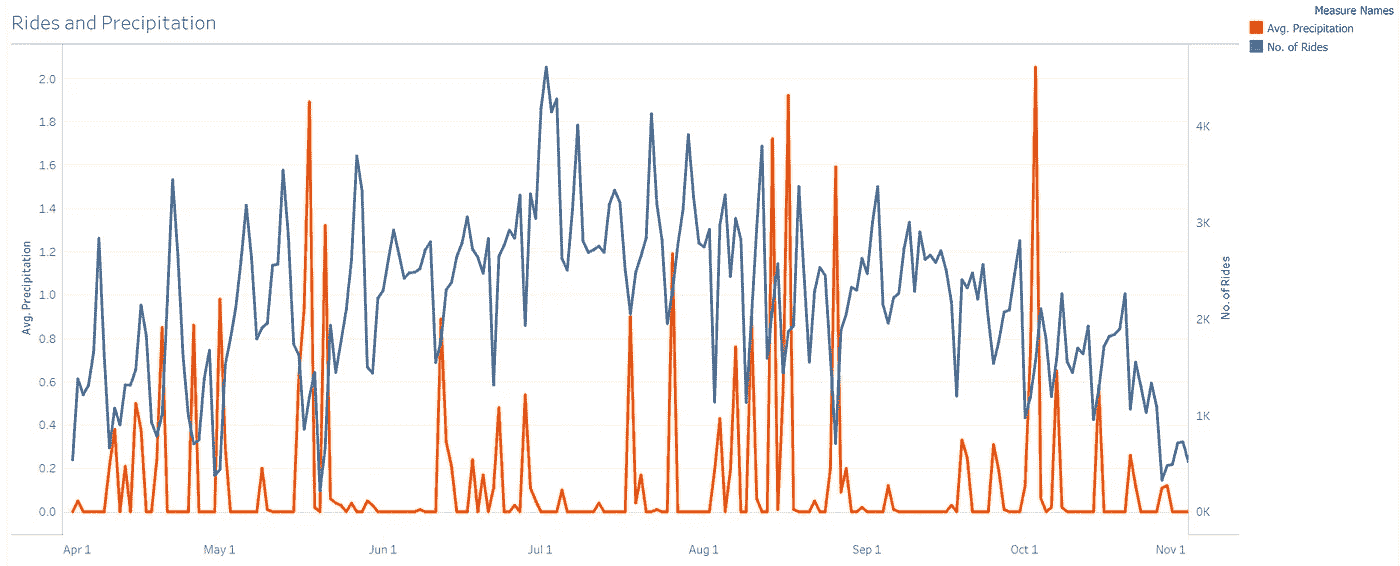 Rides and Precipitation
Measure Names
Avg. Precipitation
No. of Rides
2.0
1.8
1.6
1.4
1.2
1.0
0.8
0.6
0.4
0.2
0.0
Avg. Precipitation
4K
3K
2K
1K
0K
No. of Rides
Apr 1 May 1 Jun 1 Jul 1 Aug 1 Sep 1 Oct 1 Nov 1